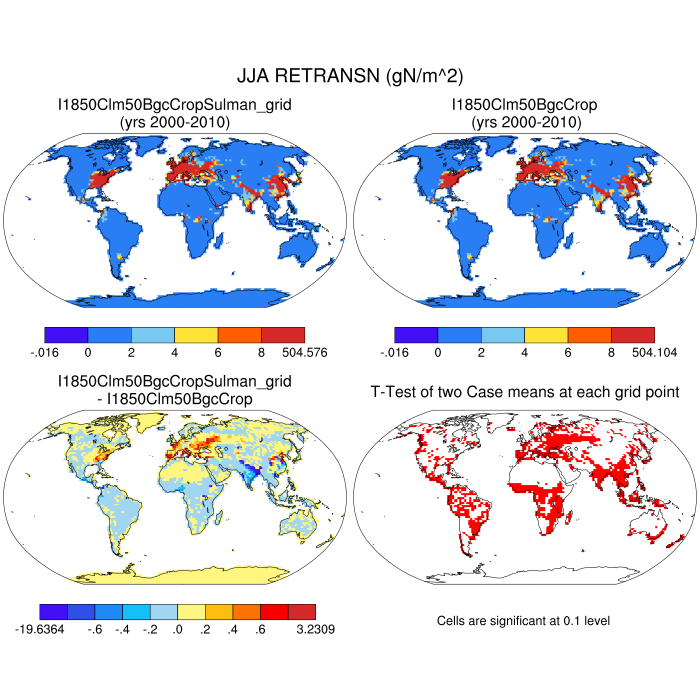 JJA RETRANSN (gN/m^2)
I1850Clm50BgcCropSulman_grid
(yrs 2000-2010)
I1850Clm50BgcCrop
(yrs 2000-2010)
-.016 0 2 4 6 8 504.576
-.016 0 2 4 6 8 504.104
I1850Clm50BgcCropSulman_grid
- I1850Clm50BgcCrop
T-Test of two Case means at each grid point
-19.6364 -.6 -.4 -.2 .0 .2 .4 .6 3.2309
Cells are significant at 0.1 level